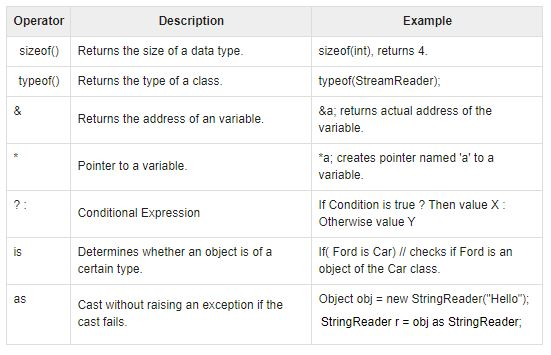 Operator Description Example
sizeof() Returns the size of a data type. sizeof(int), returns 4.
typeof() Returns the type of a class. typeof(StreamReader);
& Returns the address of an variable. &a; returns actual address of the
variable.
* Pointer to a variable. *a; creates pointer named 'a' to a
variable.
? : Conditional Expression If Condition is true ? Then value X :
Otherwise value Y
is Determines whether an object is of a If( Ford is Car) // checks if Ford is an
certain type. object of the Car class.
as Cast without raising an exception if the Object obj = new StringReader("Hello");
cast fails. StringReader r = obj as StringReader;